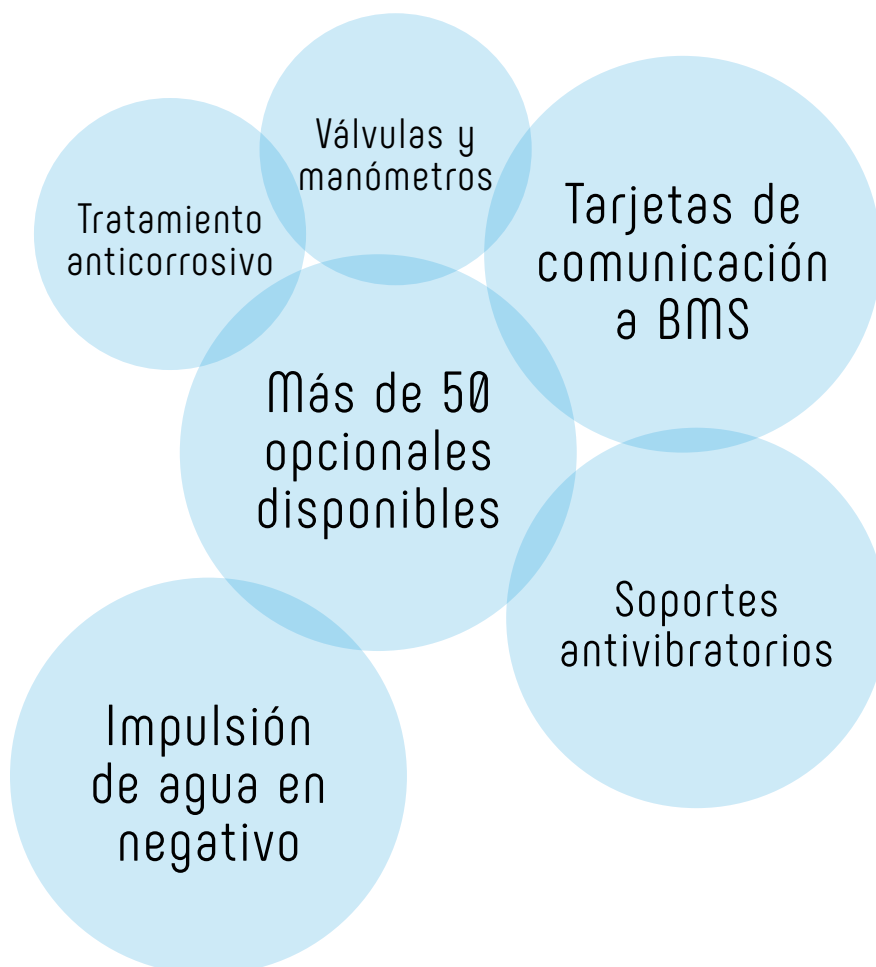 Válvulas y
manómetros
Tratamiento
anticorrosivo
Tarjetas de
comunicación
a BMS
Más de 50
opcionales
disponibles
Soportes
antivibratorios
Impulsión
de agua en
negativo